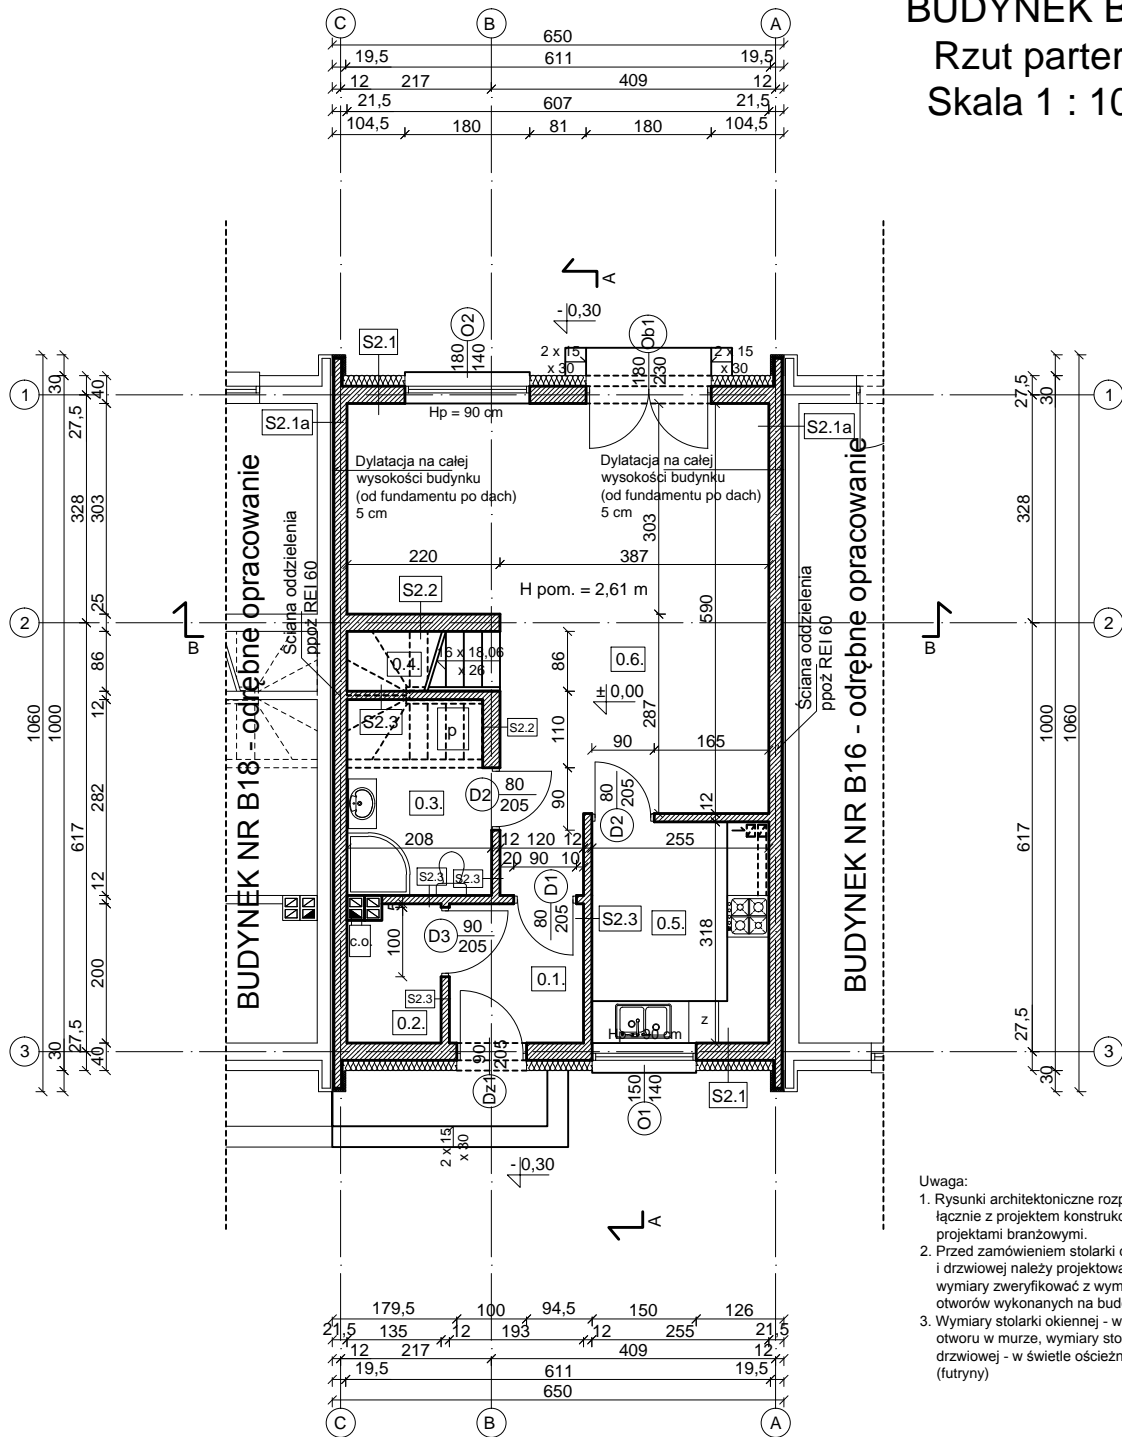 BUDYNEK B
Rzut parter
Skala 1 : 10
C
B
A
650
19,5
611
19,5
12
217
409
12
21,5
607
21,5
104,5
180
81
180
104,5
A
- 0,30
S2.1
180
140
O2
2 x 15
x 30
180
230
Ob1
2 x 15
x 30
1
1
30
40
27,5
27,5
30
Hp = 90 cm
S2.1a
S2.1a
Dylatacja na całej
wysokości budynku
(od fundamentu po dach)
5 cm
Dylatacja na całej
wysokości budynku
(od fundamentu po dach)
5 cm
328
303
303
328
BUDYNEK NR B18 - odrębne opracowanie
Ściana oddzielenia
ppoż REI 60
BUDYNEK NR B16 - odrębne opracowanie
Ściana oddzielenia
ppoż REI 60
220
387
S2.2
H pom. = 2,61 m
590
25
2
2
B
B
16 x 18,06
x 26
0.4.
0.6.
86
86
± 0,00
12
S2.3
p
S2.2
110
287
90
165
1060
1000
1000
1060
282
617
617
0.3.
D2
80
205
90
80
205
D2
12
208
12
120
12
255
20
90
10
S2.3
S2.3
12
D1
80
205
S2.3
0.5.
318
c.o.
100
D3
90
205
200
0.1.
S2.3
0.2.
z
27,5
27,5
3
3
30
40
30
90
205
Dz1
150
140
O1
S2.1
2 x 15
x 30
- 0,30
A
Uwaga:
1. Rysunki architektoniczne
łącznie z projektem
projektami branżowymi.
2. Przed zamówieniem stolarki
i drzwiowej należy
wymiary zweryfikować z
otworów wykonanych na
3. Wymiary stolarki okiennej - w
otworu w murze, wymiary
drzwiowej - w świetle
(futryny)
179,5
100
94,5
150
126
21,5
135
12
193
12
255
21,5
12
217
409
12
19,5
611
19,5
650
C
B
A